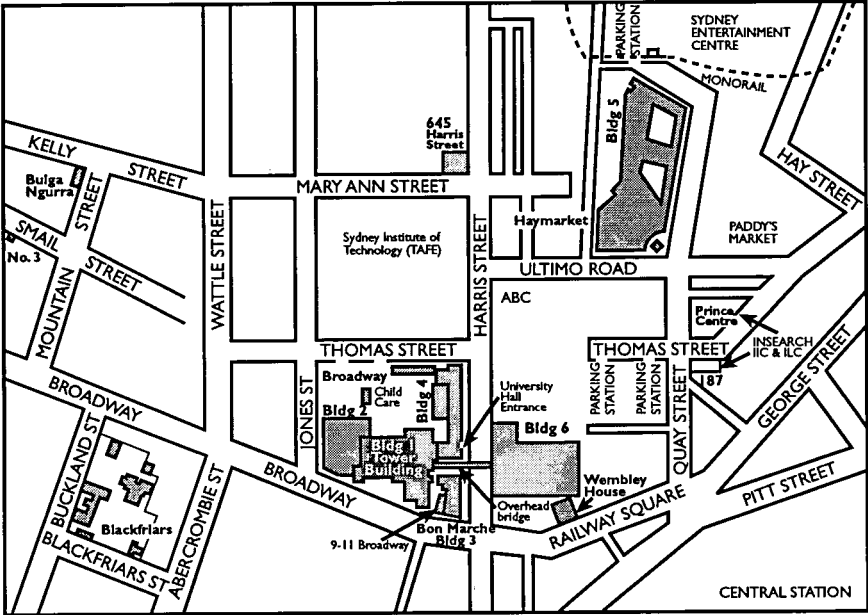 PARKING
STATION
SYDNEY
ENTERTAINMENT
CENTRE
MONORAIL
645
Harris
Street
Bldg 5
KELLY
STREET
HAY STREET
Bulga
Ngurra
STREET
MARY ANN STREET
Haymarket
PADDY'S
MARKET
SMAIL
STREET
No. 3
WATTLE STREET
Sydney Institute of
Technology (TAFE)
HARRIS STREET
ULTIMO ROAD
MOUNTAIN
ABC
Prince
Centre
INSEARCH
IIC & ILC
THOMAS STREET
THOMAS STREET
187
GEORGE STREET
Broadway
Child
Care
Bldg 4
University
Hall
Entrance
PARKING
STATION
PARKING
STATION
QUAY STREET
BROADWAY
JONES ST
Bldg 2
Bldg 6
Bldg 1
Tower
Building
BUCKLAND ST
BROADWAY
Wembley
House
PITT STREET
Overhead
bridge
RAILWAY SQUARE
Blackfriars
ABERCROMBIE ST
Bon Marche
Bldg 3
9-11 Broadway
BLACKFRIARS ST
CENTRAL STATION